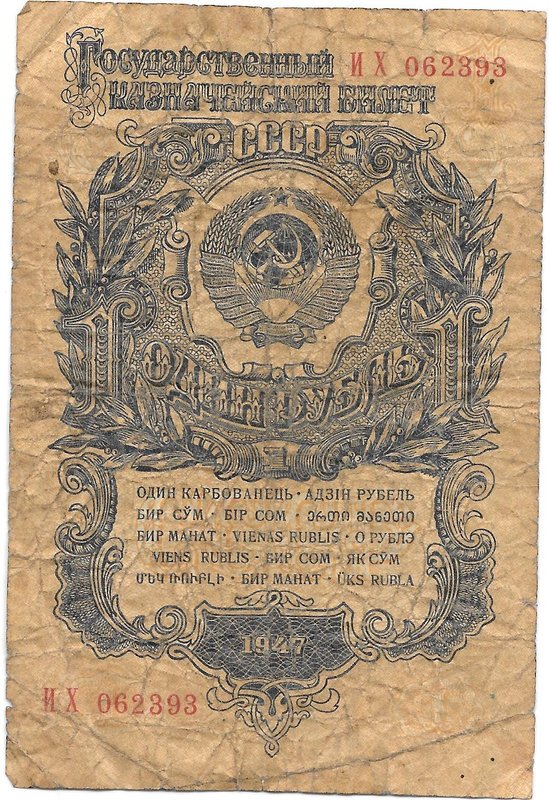 Государственный ИХ 062393
казначейский билет
СССР
1 1
Один рубль
1
ОДИН КАРБОВАНЕЦЬ · АДЗІН РУБЕЛЬ
БИР СЎМ · БІР СОМ · ᲔᲠᲗᲘ ᲛᲐᲜᲔᲗᲘ
БИР МАНАТ · VIENAS RUBLIS · О РУБЛЭ
VIENS RUBLIS · БИР СОМ · ЯК СӮМ
ՄԵԿ ՌՈՒԲԼԻ · БИР МАНАТ · ÜKS RUBLA
1947
ИХ 062393